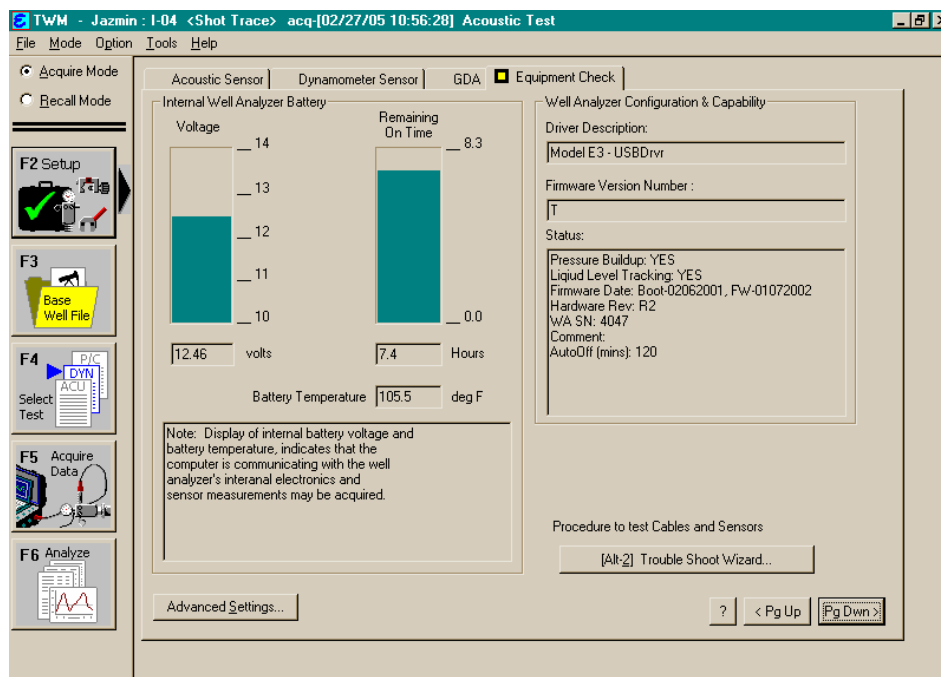 TWM - Jazmin : I-04 <Shot Trace> acq-[02/27/05 10:56:28] Acoustic Test
File Mode Option Tools Help
Acquire Mode
Recall Mode
F2 Setup
F3
Base
Well File
F4
P/C
DYN
ACU
Select
Test
F5 Acquire
Data
F6 Analyze
Acoustic Sensor
Dynamometer Sensor
GDA
Equipment Check
Internal Well Analyzer Battery
Voltage
14
13
12
11
10
12.46 volts
Remaining
On Time
8.3
0.0
7.4 Hours
Battery Temperature 105.5 deg F
Note: Display of internal battery voltage and
battery temperature, indicates that the
computer is communicating with the well
analyzer's interanal electronics and
sensor measurements may be acquired.
Advanced Settings...
Well Analyzer Configuration & Capability
Driver Description:
Model E3 - USBDrvr
Firmware Version Number :
T
Status:
Pressure Buildup: YES
Liqiud Level Tracking: YES
Firmware Date: Boot-02062001, FW-01072002
Hardware Rev: R2
WA SN: 4047
Comment:
AutoOff (mins): 120
Procedure to test Cables and Sensors
[Alt-2] Trouble Shoot Wizard...
?
< Pg Up
Pg Dwn >